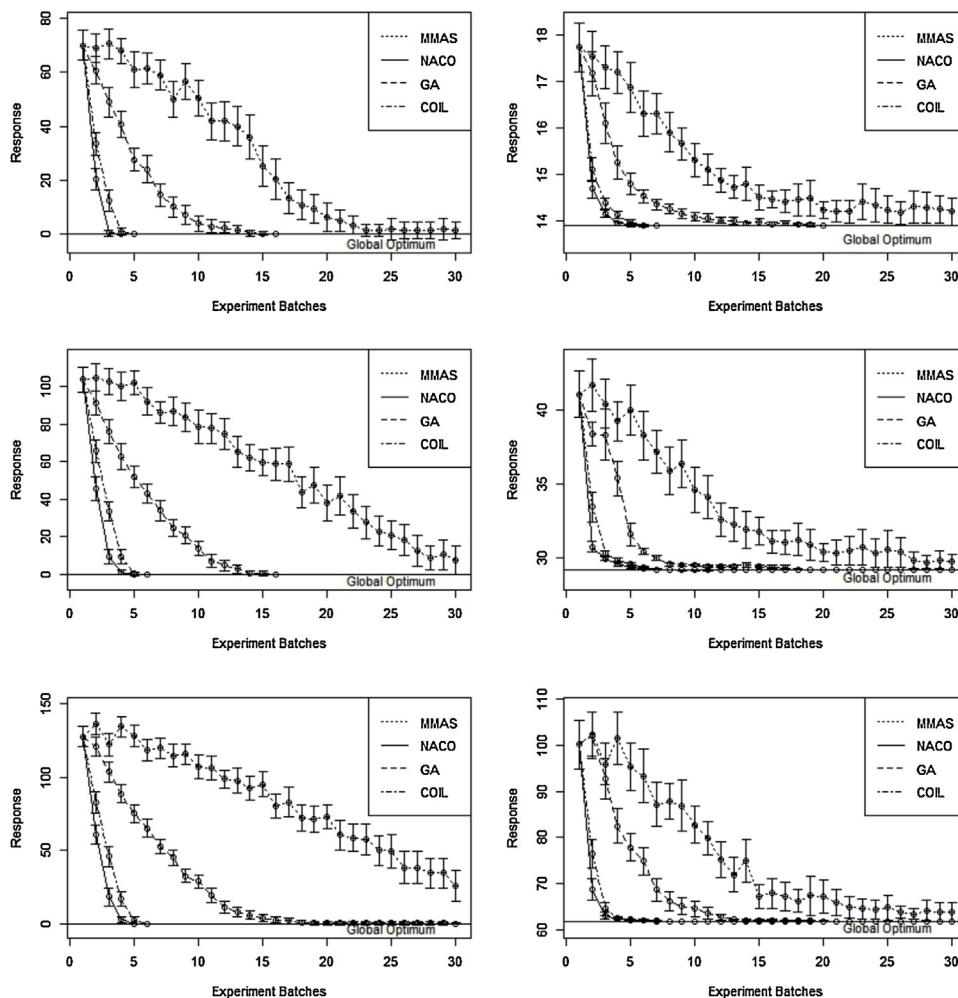 80
60
40
20
0
Response
MMAS
NACO
GA
COIL
Global Optimum
0 5 10 15 20 25 30
Experiment Batches
18
17
16
15
14
Response
MMAS
NACO
GA
COIL
Global Optimum
0 5 10 15 20 25 30
Experiment Batches
100
80
60
40
20
0
Response
MMAS
NACO
GA
COIL
Global Optimum
0 5 10 15 20 25 30
Experiment Batches
40
35
30
Response
MMAS
NACO
GA
COIL
Global Optimum
0 5 10 15 20 25 30
Experiment Batches
150
100
50
0
Response
MMAS
NACO
GA
COIL
Global Optimum
0 5 10 15 20 25 30
Experiment Batches
110
100
90
80
70
60
Response
MMAS
NACO
GA
COIL
Global Optimum
0 5 10 15 20 25 30
Experiment Batches